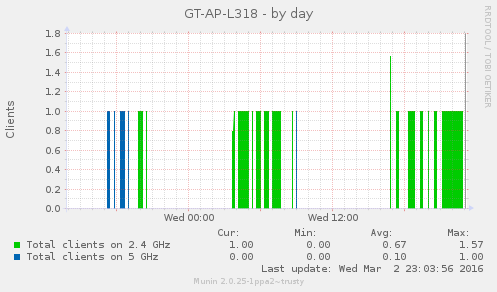 GT-AP-L318 - by day
RRDTOOL / TOBI OETIKER
Clients
1.8
1.6
1.4
1.2
1.0
0.8
0.6
0.4
0.2
0.0
Wed 00:00 Wed 12:00
Cur: Min: Avg: Max:
Total clients on 2.4 GHz 1.00 0.00 0.67 1.57
Total clients on 5 GHz 0.00 0.00 0.10 1.00
Last update: Wed Mar 2 23:03:56 2016
Munin 2.0.25-1ppa2~trusty